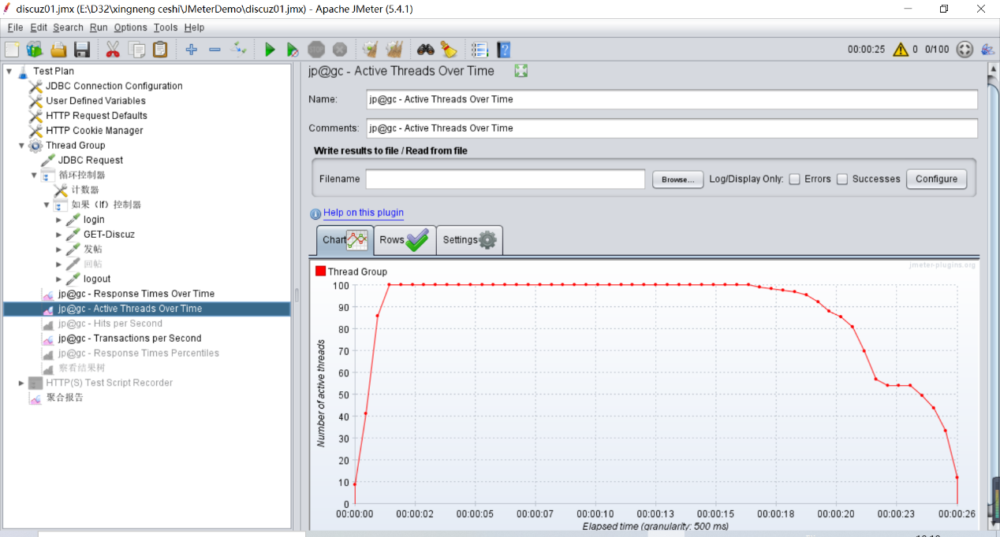 discuz01.jmx (E:\D32\xingneng ceshi\JMeterDemo\discuz01.jmx) - Apache JMeter (5.4.1)
File Edit Search Run Options Tools Help
00:00:25 0 0/100
Test Plan
JDBC Connection Configuration
User Defined Variables
HTTP Request Defaults
HTTP Cookie Manager
Thread Group
JDBC Request
循环控制器
计数器
如果（If）控制器
login
GET-Discuz
发帖
回帖
logout
jp@gc - Response Times Over Time
jp@gc - Active Threads Over Time
jp@gc - Hits per Second
jp@gc - Transactions per Second
jp@gc - Response Times Percentiles
察看结果树
HTTP(S) Test Script Recorder
聚合报告
jp@gc - Active Threads Over Time
Name: jp@gc - Active Threads Over Time
Comments: jp@gc - Active Threads Over Time
Write results to file / Read from file
Filename Browse... Log/Display Only: Errors Successes Configure
Help on this plugin
Chart Rows Settings
jmeter-plugins.org
Thread Group
100
90
80
70
60
50
40
30
20
10
0
Number of active threads
00:00:00 00:00:02 00:00:05 00:00:07 00:00:10 00:00:13 00:00:15 00:00:18 00:00:20 00:00:23 00:00:26
Elapsed time (granularity: 500 ms)